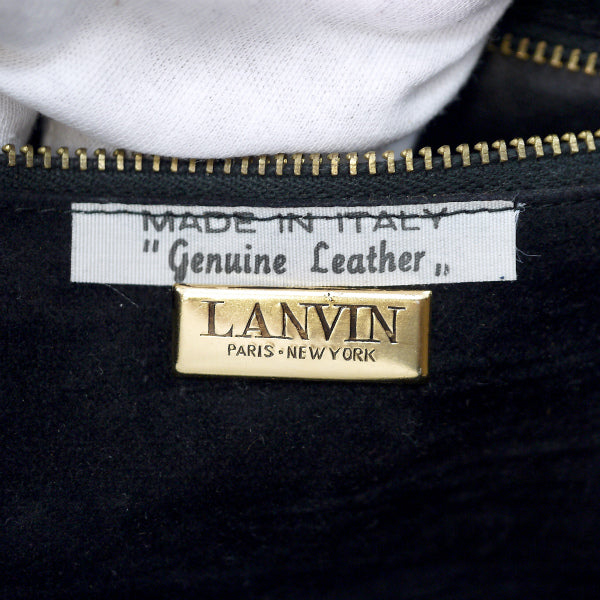 MADE IN ITALY
"Genuine Leather„
LANVIN
PARIS • NEW YORK